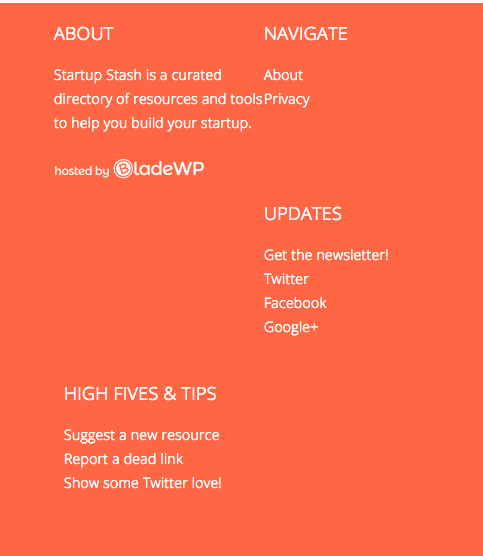 ABOUT
Startup Stash is a curated
directory of resources and tools
to help you build your startup.
hosted by BladeWP
NAVIGATE
About
Privacy
UPDATES
Get the newsletter!
Twitter
Facebook
Google+
HIGH FIVES & TIPS
Suggest a new resource
Report a dead link
Show some Twitter love!